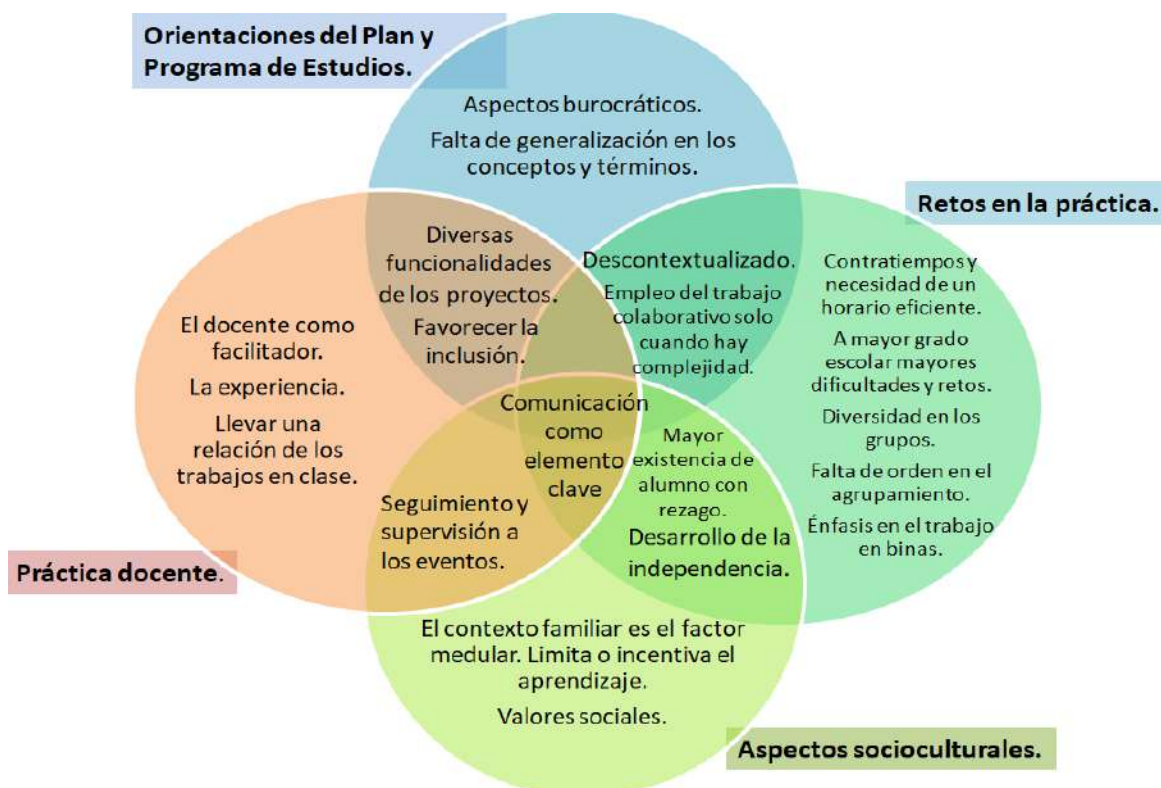 Orientaciones del Plan y
Programa de Estudios.
Aspectos burocráticos.
Falta de generalización en los
conceptos y términos.
Retos en la práctica.
Diversas
funcionalidades
de los proyectos.
Favorecer la
inclusión.
Descontextualizado.
Empleo del trabajo
colaborativo solo
cuando hay
complejidad.
Contratiempos y
necesidad de un
horario eficiente.
A mayor grado
escolar mayores
dificultades y retos.
Diversidad en los
grupos.
Falta de orden en el
agrupamiento.
Énfasis en el trabajo
en binas.
El docente como
facilitador.
La experiencia.
Llevar una
relación de los
trabajos en clase.
Comunicación
como
elemento
clave
Mayor
existencia de
alumno con
rezago.
Desarrollo de la
independencia.
Seguimiento y
supervisión a
los eventos.
Práctica docente.
El contexto familiar es el factor
medular. Limita o incentiva el
aprendizaje.
Valores sociales.
Aspectos socioculturales.